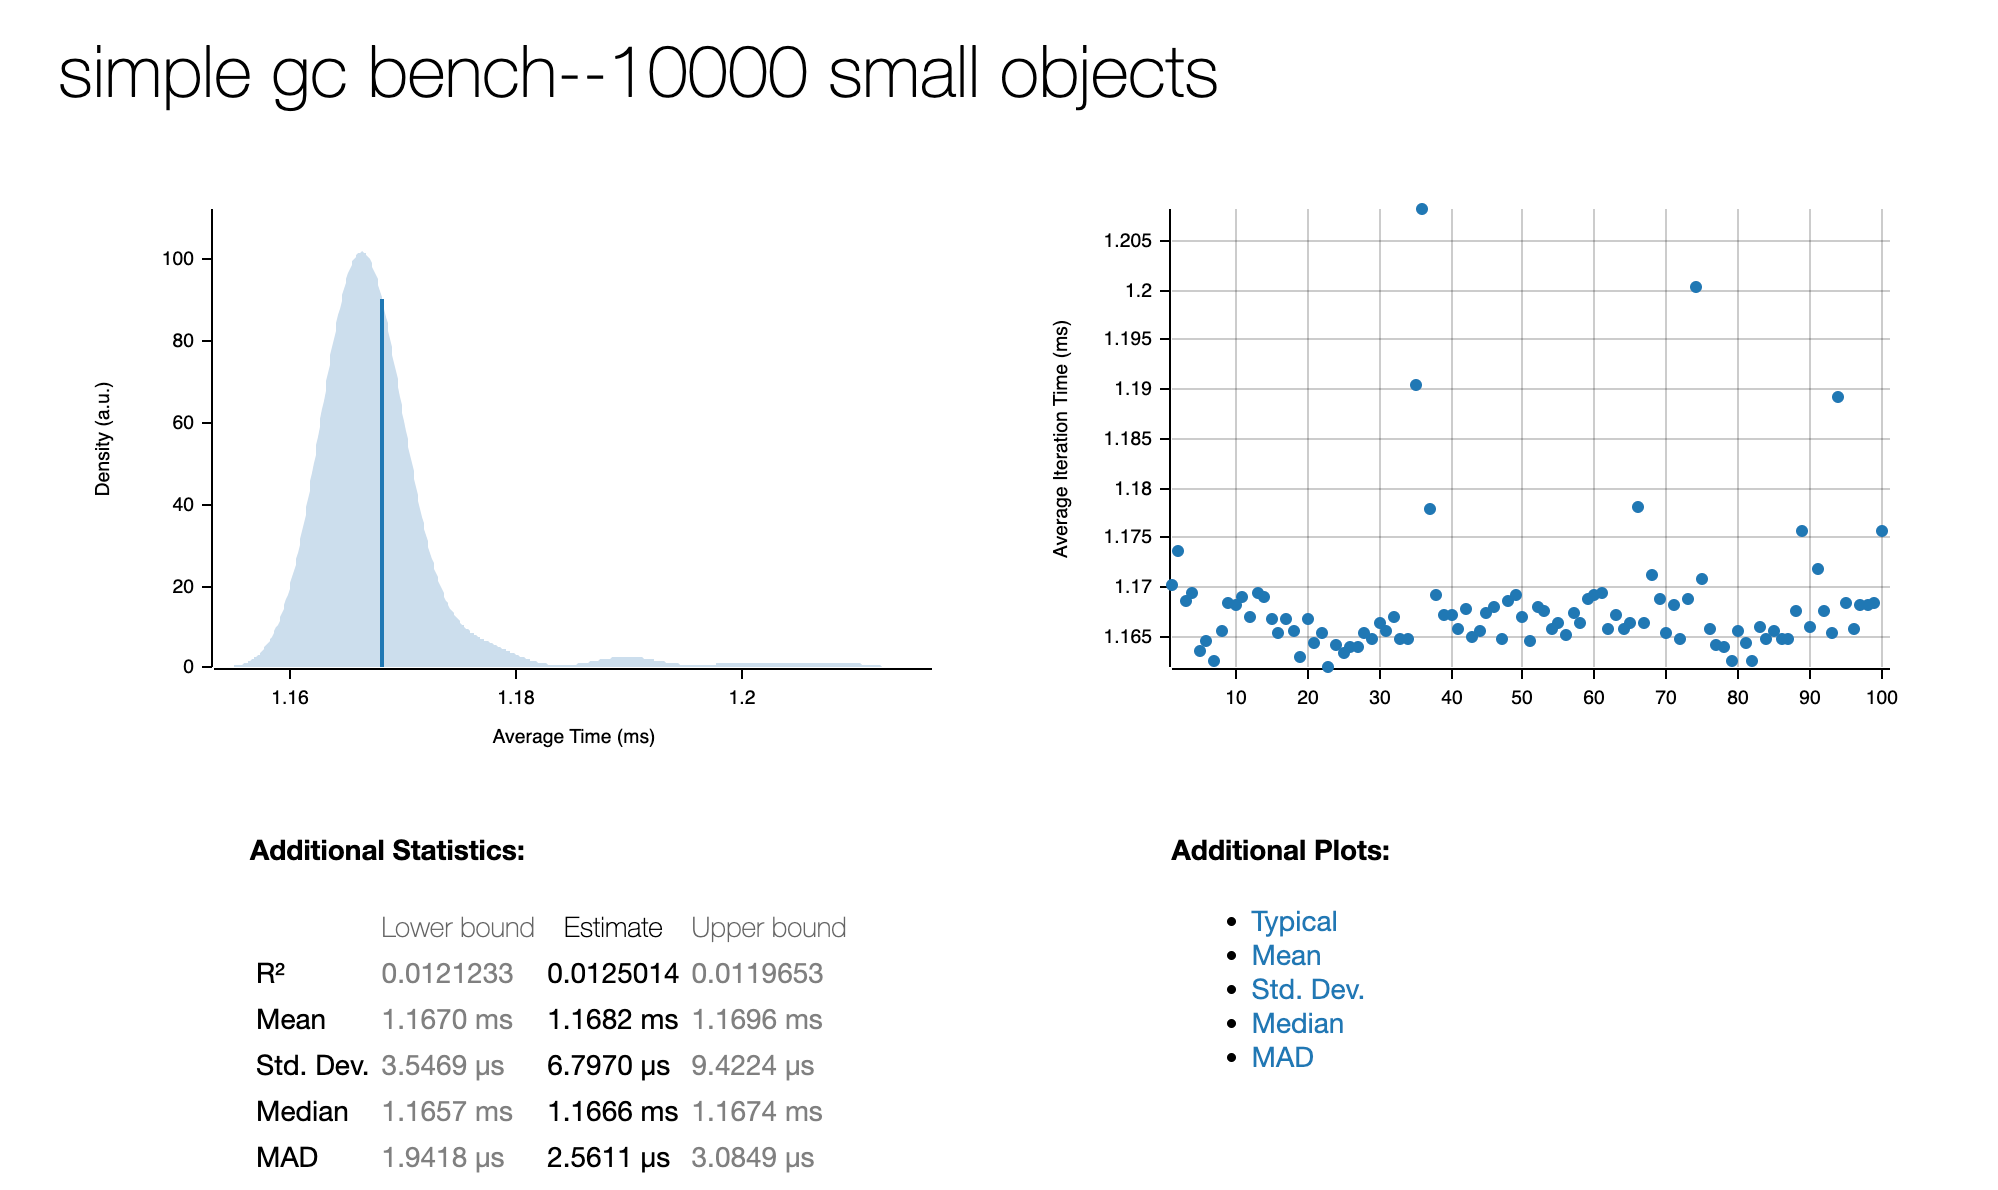 simple gc bench--10000 small objects
100
80
60
40
20
0
Density (a.u.)
1.16 1.18 1.2
Average Time (ms)
1.205
1.2
1.195
1.19
1.185
1.18
1.175
1.17
1.165
Average Iteration Time (ms)
10 20 30 40 50 60 70 80 90 100
Additional Statistics:
Lower bound Estimate Upper bound
R² 0.0121233 0.0125014 0.0119653
Mean 1.1670 ms 1.1682 ms 1.1696 ms
Std. Dev. 3.5469 µs 6.7970 µs 9.4224 µs
Median 1.1657 ms 1.1666 ms 1.1674 ms
MAD 1.9418 µs 2.5611 µs 3.0849 µs
Additional Plots:
• Typical
• Mean
• Std. Dev.
• Median
• MAD